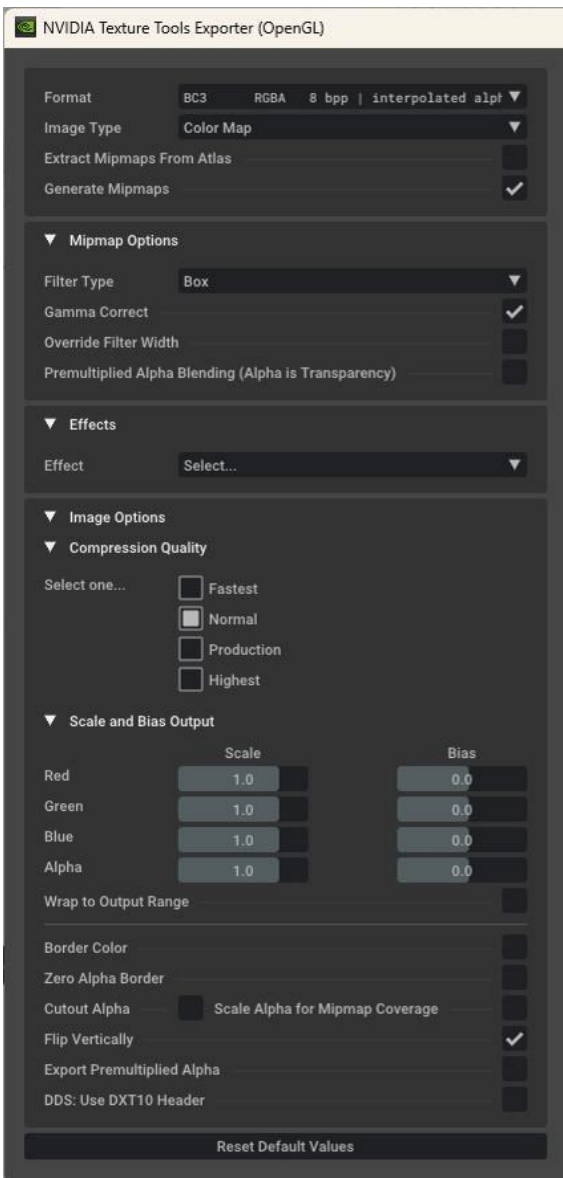 NVIDIA Texture Tools Exporter (OpenGL)
Format BC3 RGBA 8 bpp | interpolated alph
Image Type Color Map
Extract Mipmaps From Atlas
Generate Mipmaps
Mipmap Options
Filter Type Box
Gamma Correct
Override Filter Width
Premultiplied Alpha Blending (Alpha is Transparency)
Effects
Effect Select...
Image Options
Compression Quality
Select one... Fastest
Normal
Production
Highest
Scale and Bias Output
Scale Bias
Red 1.0 0.0
Green 1.0 0.0
Blue 1.0 0.0
Alpha 1.0 0.0
Wrap to Output Range
Border Color
Zero Alpha Border
Cutout Alpha Scale Alpha for Mipmap Coverage
Flip Vertically
Export Premultiplied Alpha
DDS: Use DXT10 Header
Reset Default Values